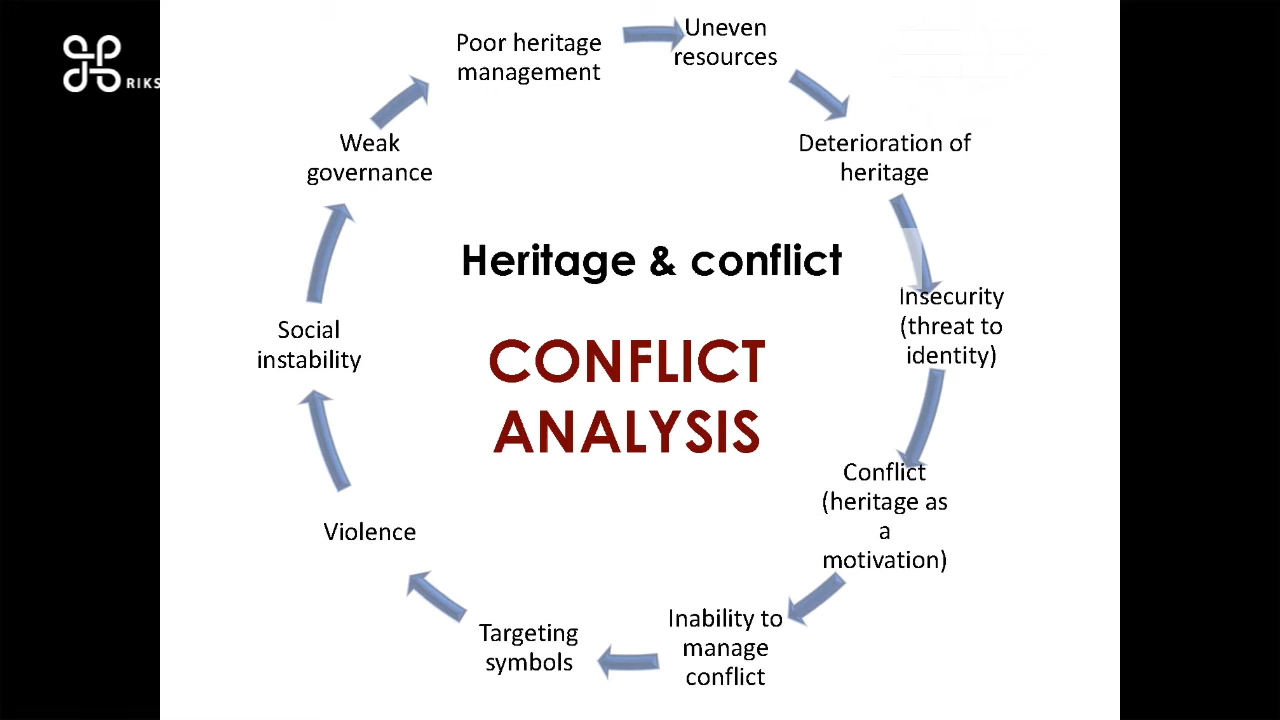 RIKS
Poor heritage
management
Uneven
resources
Deterioration of
heritage
Insecurity
(threat to
identity)
Conflict
(heritage as
a
motivation)
Inability to
manage
conflict
Targeting
symbols
Violence
Social
instability
Weak
governance
Heritage & conflict
CONFLICT
ANALYSIS